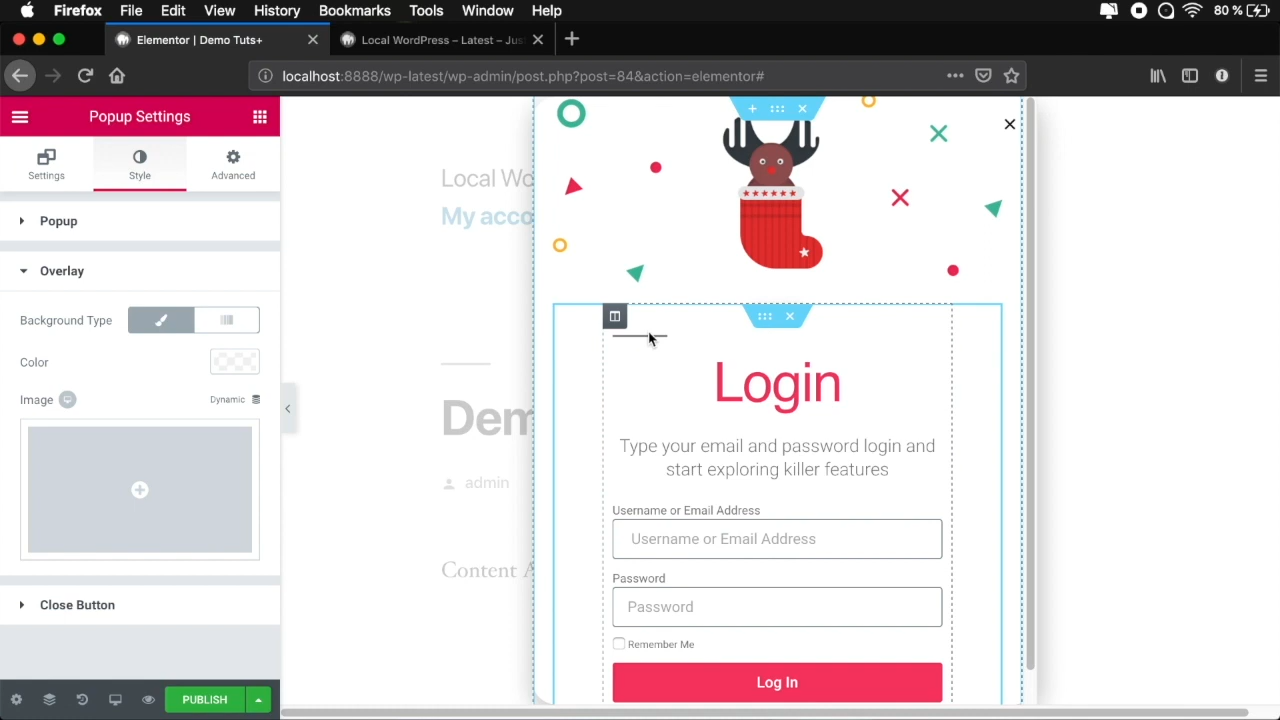 Firefox File Edit View History Bookmarks Tools Window Help 80 %
Elementor | Demo Tuts+
Local WordPress – Latest – Jus
localhost:8888/wp-latest/wp-admin/post.php?post=84&action=elementor#
Popup Settings
Settings Style Advanced
Popup
Overlay
Background Type
Color
Image Dynamic
Close Button
PUBLISH
Local Wo
My acco
Dem
admin
Content A
Login
Type your email and password login and
start exploring killer features
Username or Email Address
Username or Email Address
Password
Password
Remember Me
Log In